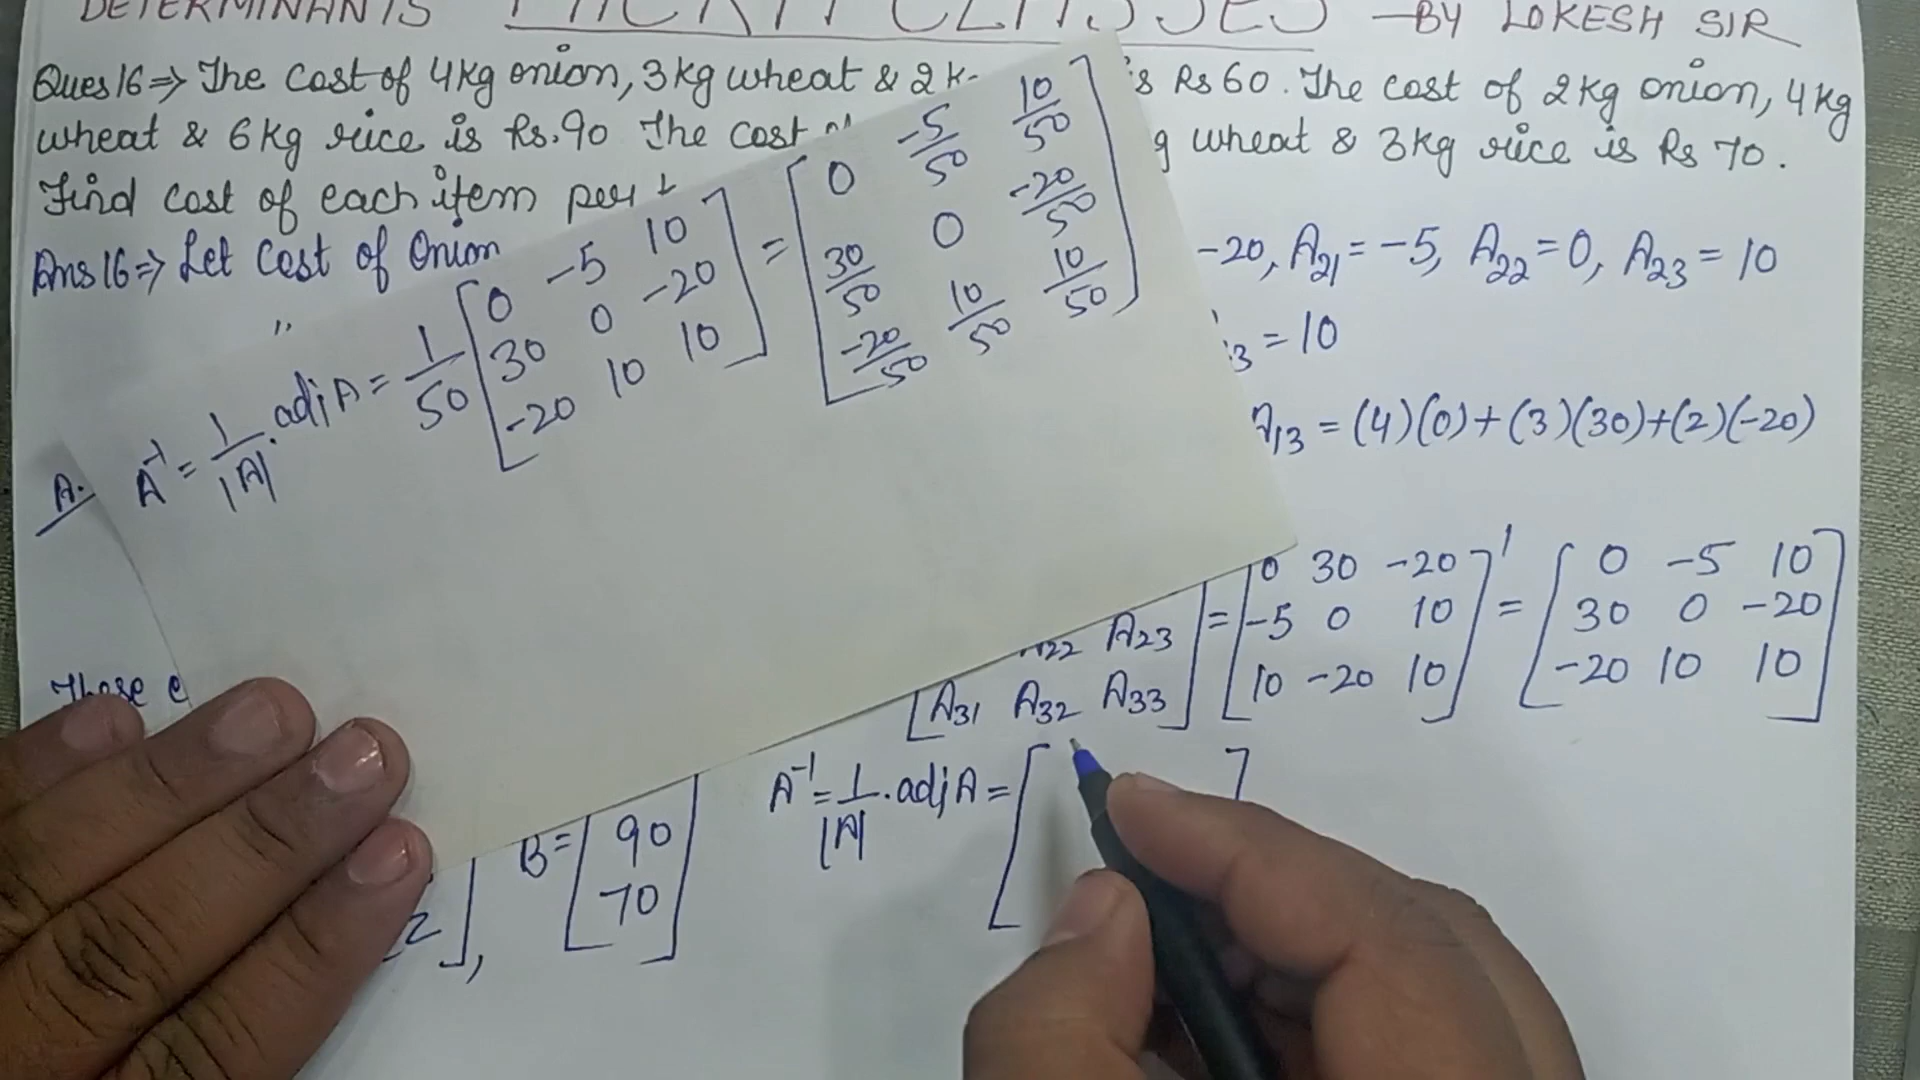 DETERMINANTS CLASSES -BY LOKESH SIR
Ques 16⇒ The Cost of 4Kg onion, 3Kg wheat & 2 K- is Rs 60. The cost of 2Kg onion, 4Kg
wheat & 6Kg rice is Rs. 90 The cost g wheat & 3Kg rice is Rs 70.
Find cost of each item per
Ans 16⇒ Let Cost of Onion
"
-20, A21 = -5, A22 = 0, A23 = 10
3 = 10
A13 = (4)(0)+(3)(30)+(2)(-20)
A. A⁻¹ = 1/|A| . adj A = 1/50 [0 -5 10
30 0 -20
-20 10 10] = [0 -5/50 10/50
30/50 0 -20/50
-20/50 10/50 10/50]
[0 30 -20]' = [0 -5 10
A22 A23 = -5 0 10 30 0 -20
A31 A32 A33] 10 -20 10 -20 10 10]
These e
B = [90
70]
z],
A⁻¹ = 1/|A| . adj A = [ ]